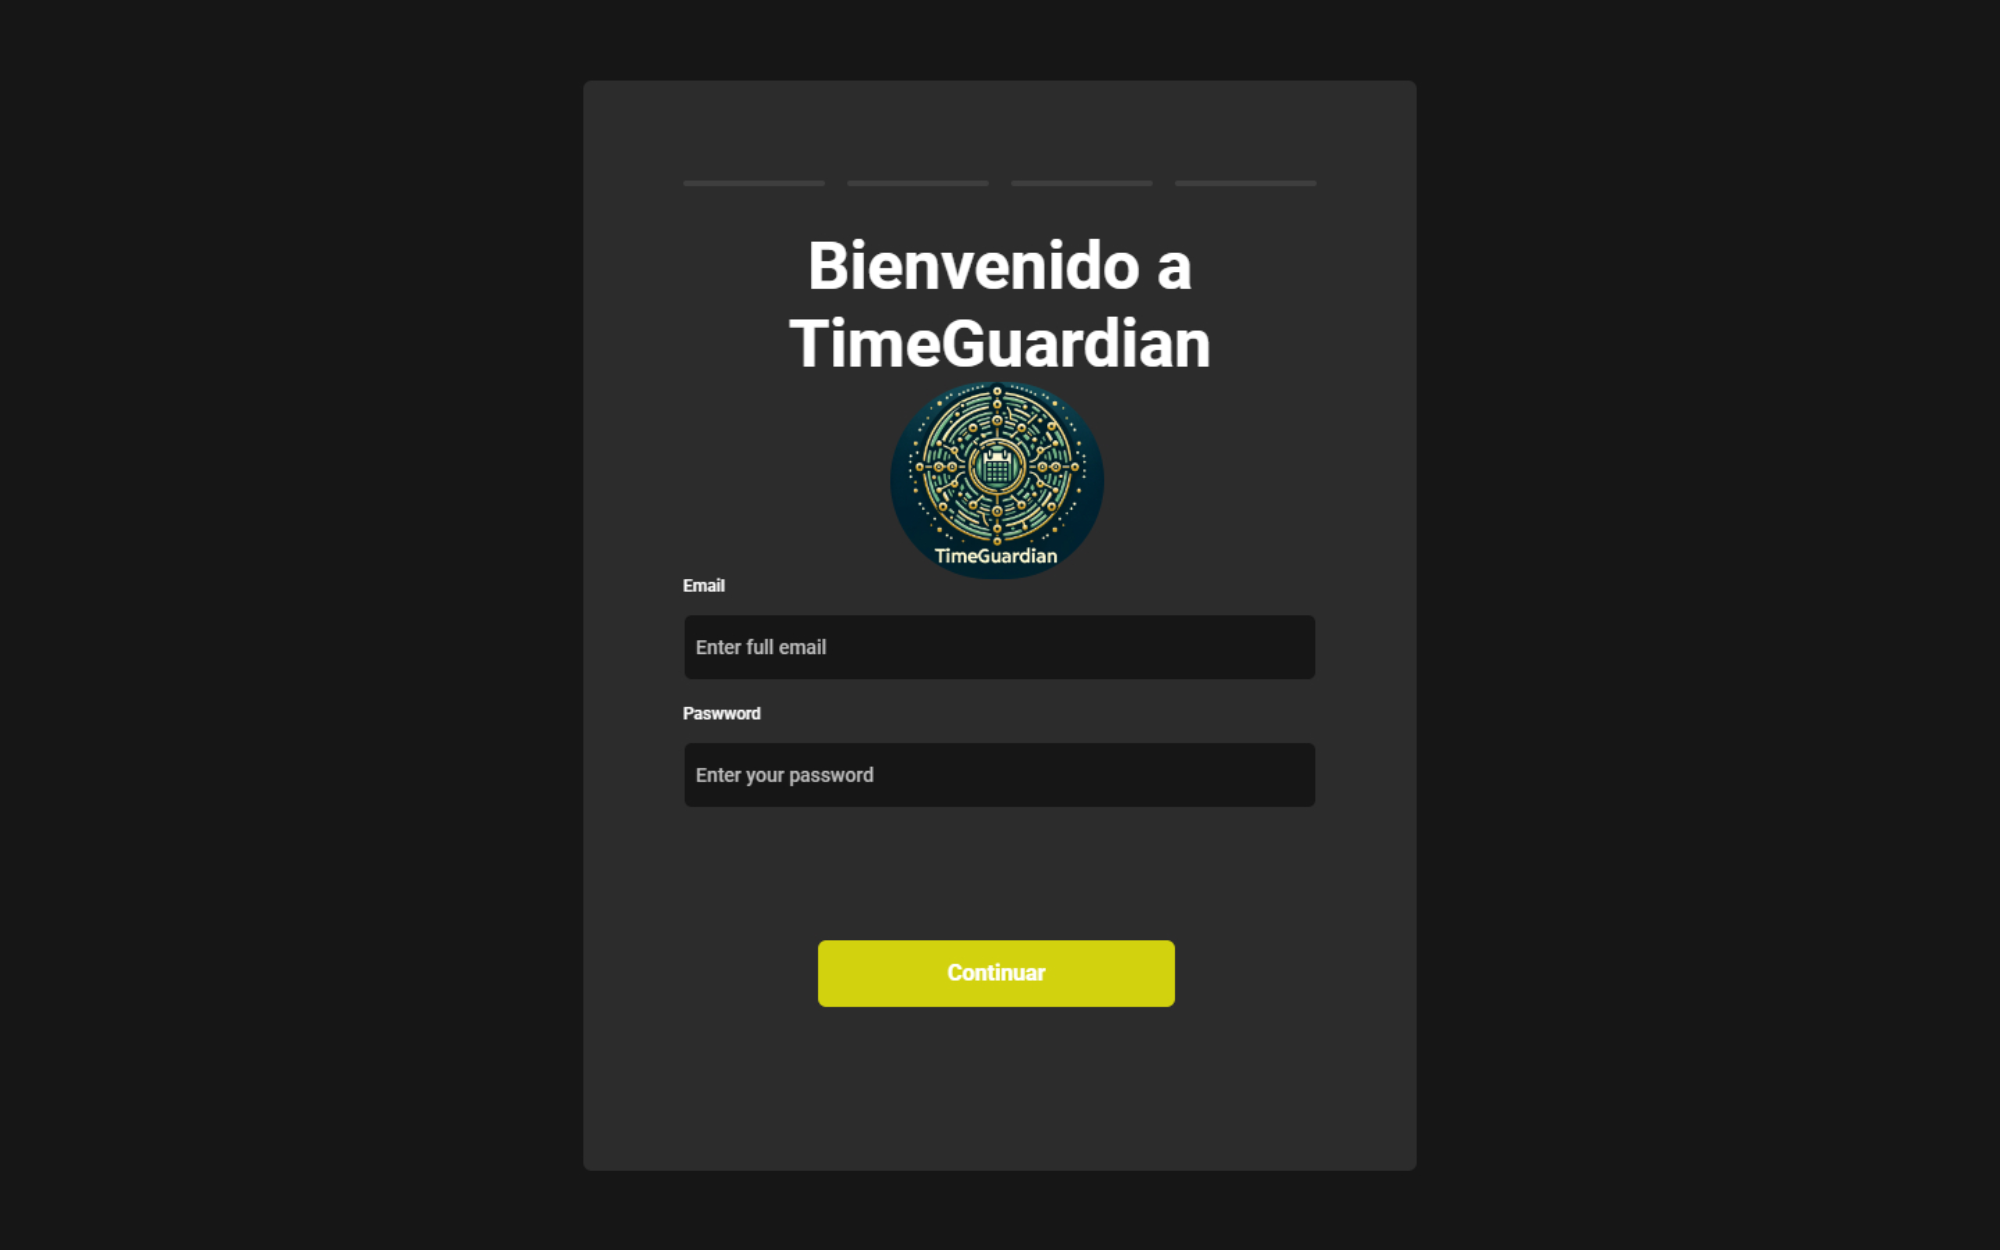 Bienvenido a
TimeGuardian
TimeGuardian
Email
Enter full email
Paswword
Enter your password
Continuar